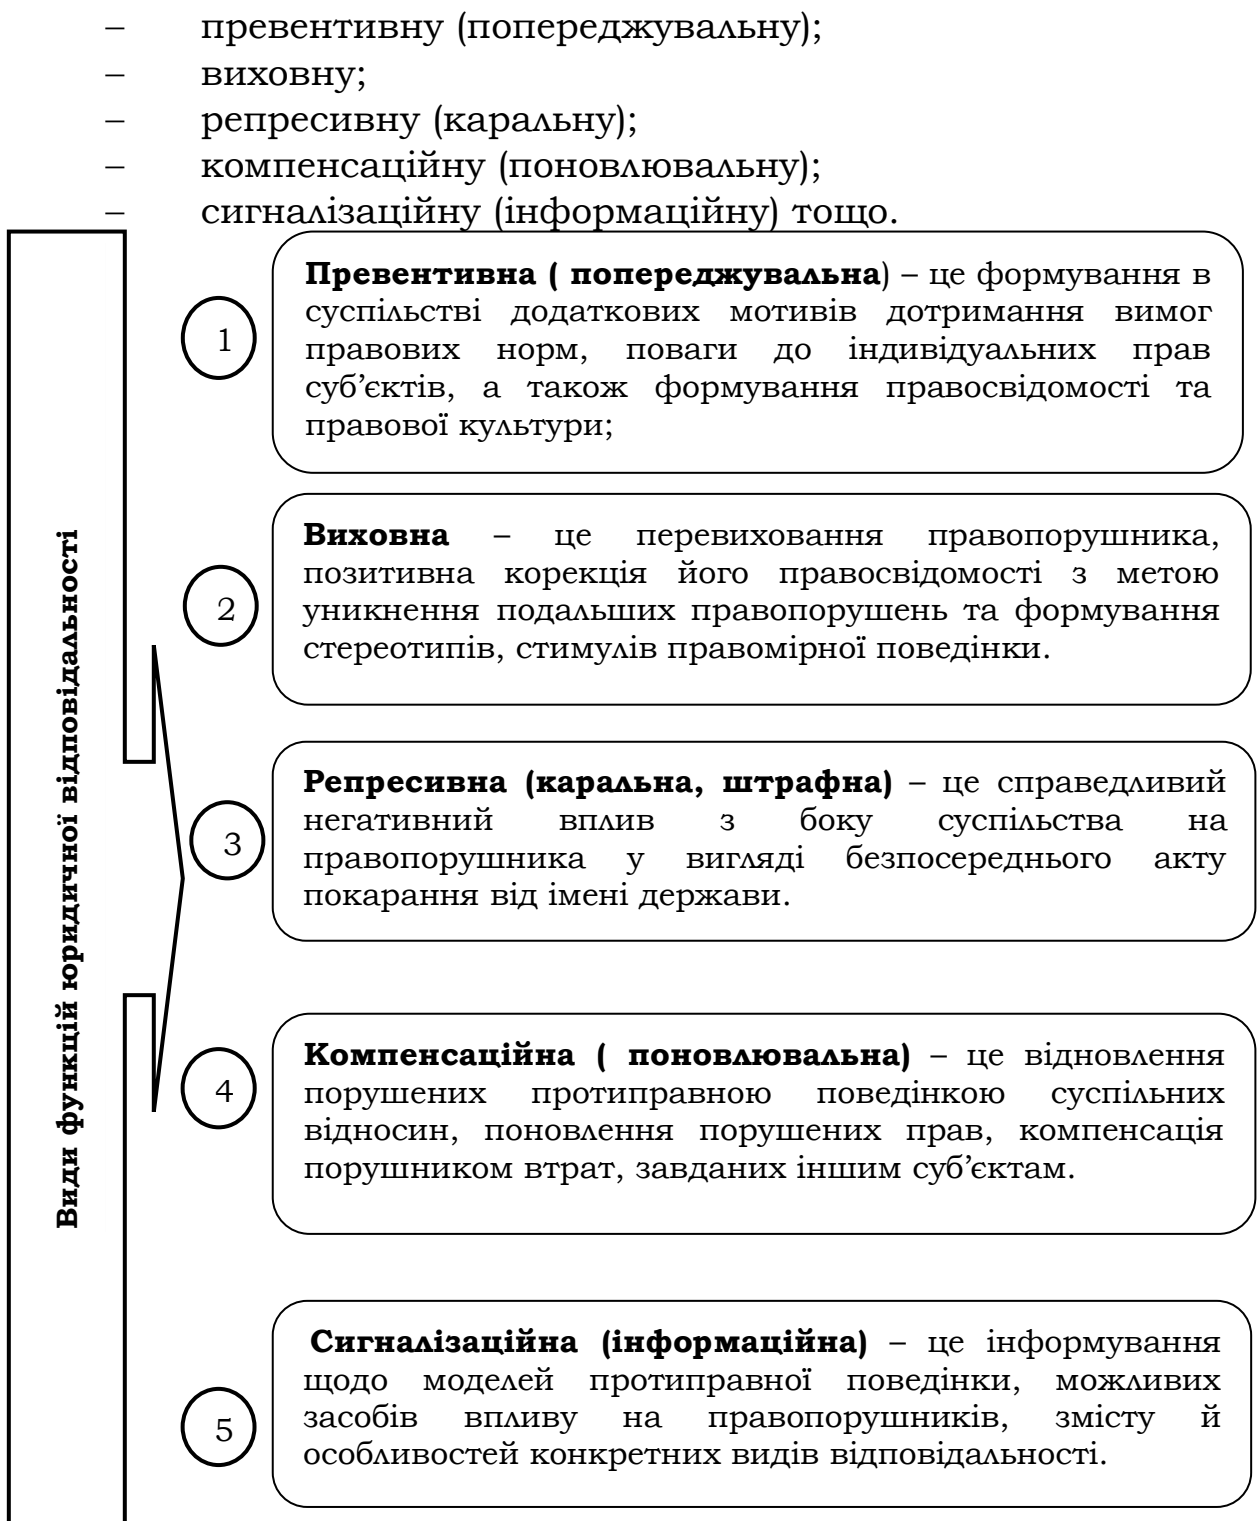 – превентивну (попереджувальну);
– виховну;
– репресивну (каральну);
– компенсаційну (поновлювальну);
– сигналізаційну (інформаційну) тощо.
Види функцій юридичної відповідальності
1
Превентивна ( попереджувальна) – це формування в
суспільстві додаткових мотивів дотримання вимог
правових норм, поваги до індивідуальних прав
суб’єктів, а також формування правосвідомості та
правової культури;
2
Виховна – це перевиховання правопорушника,
позитивна корекція його правосвідомості з метою
уникнення подальших правопорушень та формування
стереотипів, стимулів правомірної поведінки.
3
Репресивна (каральна, штрафна) – це справедливий
негативний вплив з боку суспільства на
правопорушника у вигляді безпосереднього акту
покарання від імені держави.
4
Компенсаційна ( поновлювальна) – це відновлення
порушених протиправною поведінкою суспільних
відносин, поновлення порушених прав, компенсація
порушником втрат, завданих іншим суб’єктам.
5
Сигналізаційна (інформаційна) – це інформування
щодо моделей протиправної поведінки, можливих
засобів впливу на правопорушників, змісту й
особливостей конкретних видів відповідальності.